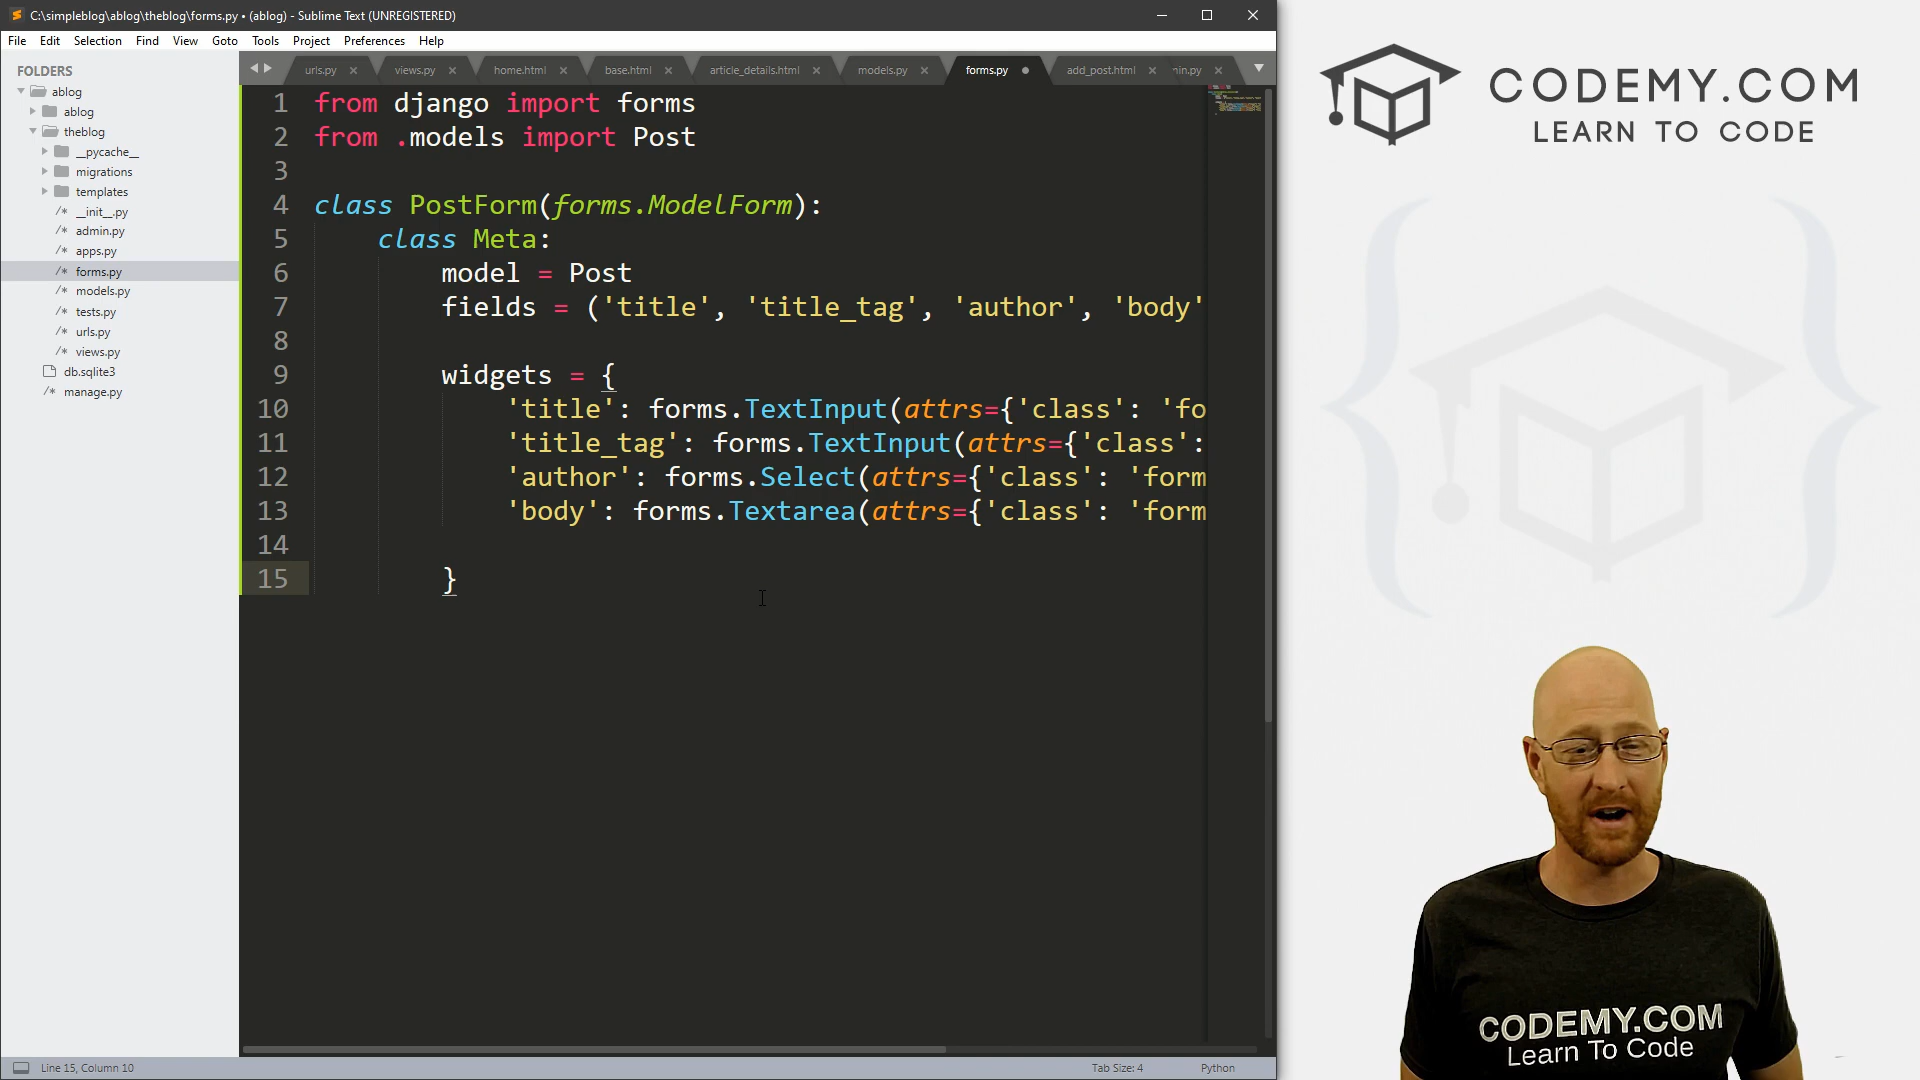 C:\simpleblog\ablog\theblog\forms.py • (ablog) - Sublime Text (UNREGISTERED)
File Edit Selection Find View Goto Tools Project Preferences Help
FOLDERS
ablog
ablog
theblog
__pycache__
migrations
templates
__init__.py
admin.py
apps.py
forms.py
models.py
tests.py
urls.py
views.py
db.sqlite3
manage.py
urls.py views.py home.html base.html article_details.html models.py forms.py add_post.html
1 from django import forms
2 from .models import Post
3
4 class PostForm(forms.ModelForm):
5 class Meta:
6 model = Post
7 fields = ('title', 'title_tag', 'author', 'body'
8
9 widgets = {
10 'title': forms.TextInput(attrs={'class': 'fo
11 'title_tag': forms.TextInput(attrs={'class':
12 'author': forms.Select(attrs={'class': 'form
13 'body': forms.Textarea(attrs={'class': 'form
14
15 }
Line 15, Column 10
Tab Size: 4
Python
CODEMY.COM
LEARN TO CODE
CODEMY.COM
Learn To Code